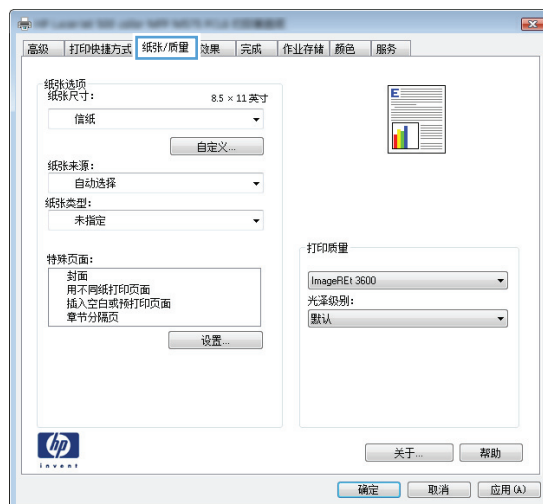 高级 打印快捷方式 纸张/质量 效果 完成 作业存储 颜色 服务
纸张选项
纸张尺寸: 8.5 × 11 英寸
信纸
自定义...
纸张来源:
自动选择
纸张类型:
未指定
特殊页面:
封面
用不同纸打印页面
插入空白或预打印页面
章节分隔页
设置...
E
打印质量
ImageREt 3600
光泽级别:
默认
hp
invent
关于... 帮助
确定 取消 应用(A)